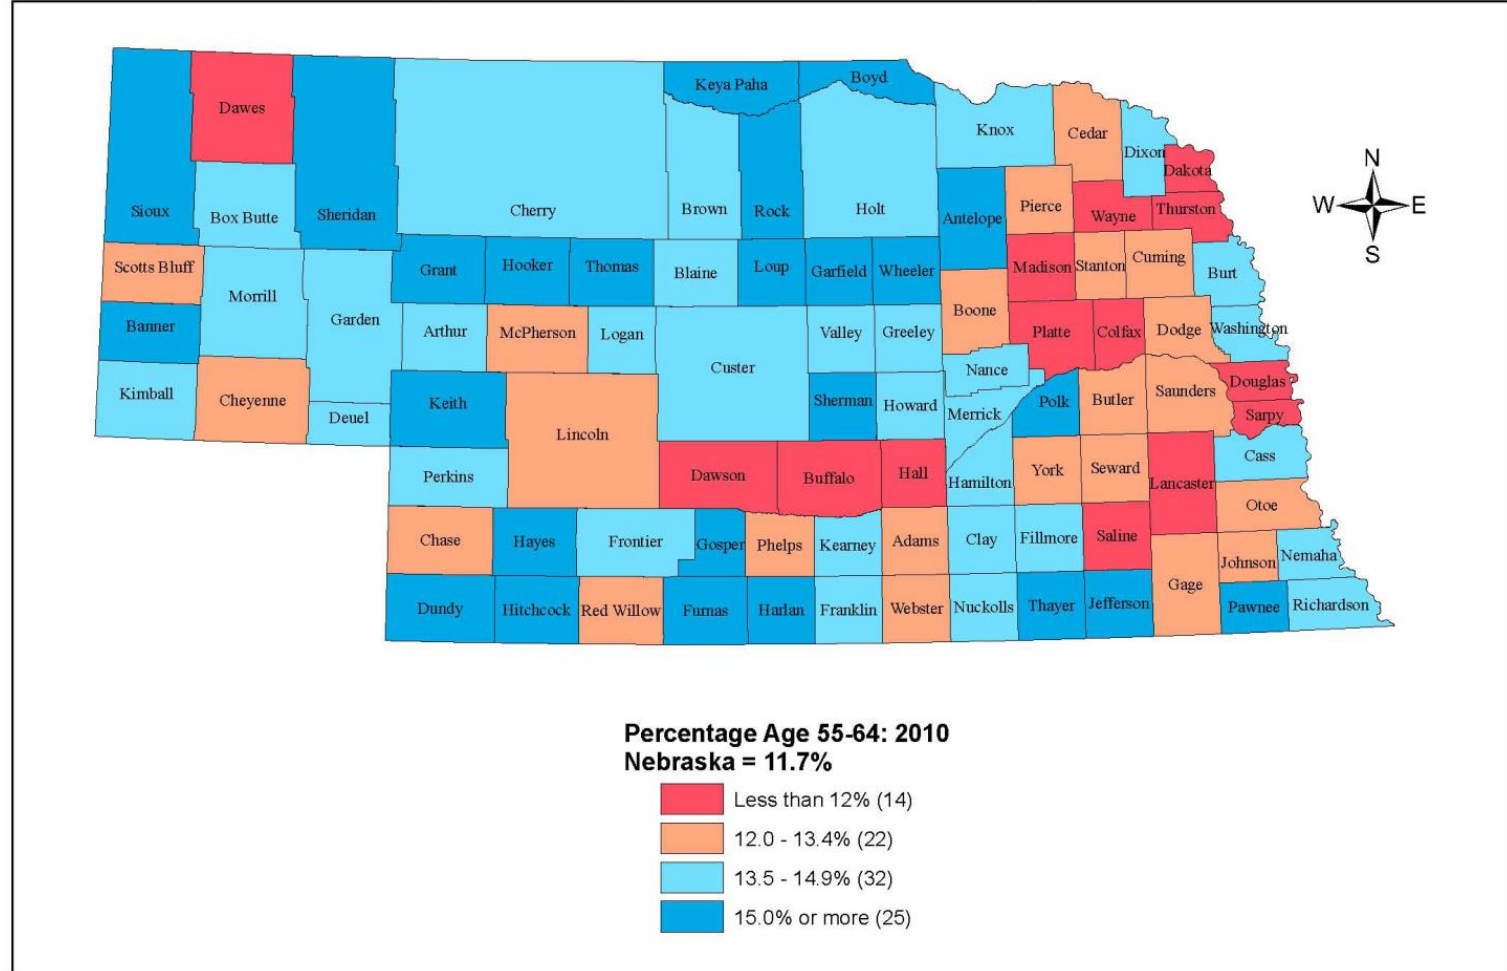 Keya Paha
Boyd
Dawes
Knox
Cedar
Dixon
Dakota
N
Sioux
Box Butte
Sheridan
Cherry
Brown
Rock
Holt
Antelope
Pierce
Wayne
Thurston
W
E
S
Scotts Bluff
Grant
Hooker
Thomas
Blaine
Loup
Garfield
Wheeler
Madison
Stanton
Cuming
Burt
Morrill
Banner
Garden
Arthur
McPherson
Logan
Custer
Valley
Greeley
Boone
Platte
Colfax
Dodge
Washington
Kimball
Cheyenne
Deuel
Keith
Lincoln
Sherman
Howard
Nance
Merrick
Polk
Butler
Saunders
Douglas
Sarpy
Perkins
Dawson
Buffalo
Hall
Hamilton
York
Seward
Lancaster
Cass
Otoe
Chase
Hayes
Frontier
Gosper
Phelps
Kearney
Adams
Clay
Fillmore
Saline
Gage
Johnson
Nemaha
Dundy
Hitchcock
Red Willow
Furnas
Harlan
Franklin
Webster
Nuckolls
Thayer
Jefferson
Pawnee
Richardson
Percentage Age 55-64: 2010
Nebraska = 11.7%
Less than 12% (14)
12.0 - 13.4% (22)
13.5 - 14.9% (32)
15.0% or more (25)